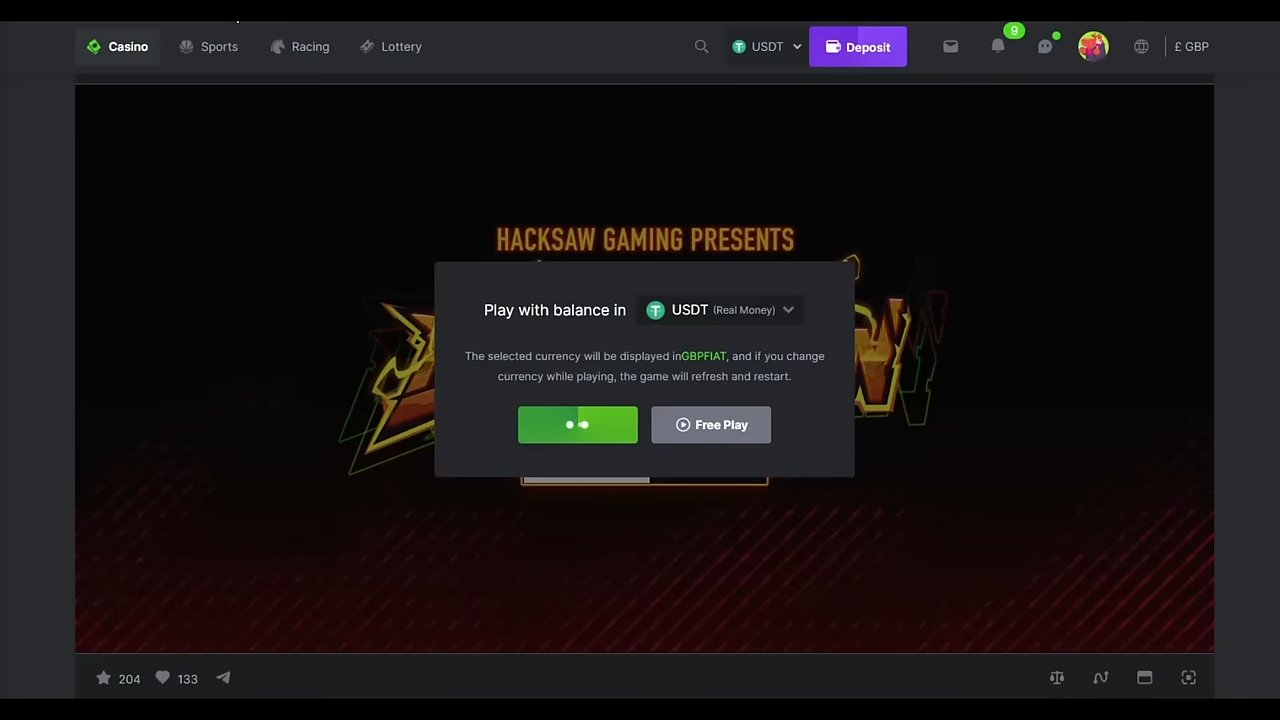 Casino
Sports
Racing
Lottery
USDT
Deposit
9
£ GBP
HACKSAW GAMING PRESENTS
Play with balance in
USDT (Real Money)
The selected currency will be displayed inGBPFIAT, and if you change
currency while playing, the game will refresh and restart.
Free Play
204
133